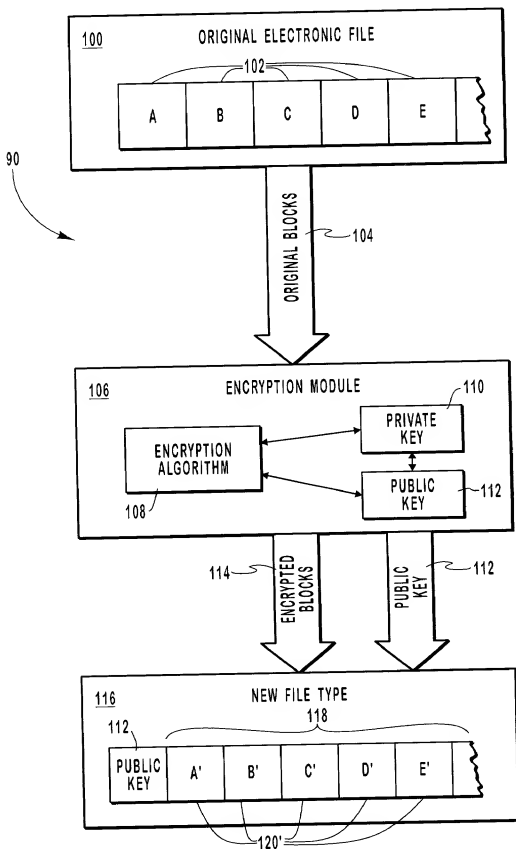 100 ORIGINAL ELECTRONIC FILE
102
A B C D E
90
ORIGINAL BLOCKS
104
106 ENCRYPTION MODULE
110
ENCRYPTION
ALGORITHM
108
PRIVATE
KEY
PUBLIC
KEY
112
114
ENCRYPTED
BLOCKS
PUBLIC
KEY
112
116 NEW FILE TYPE
112
118
PUBLIC
KEY
A' B' C' D' E'
120'